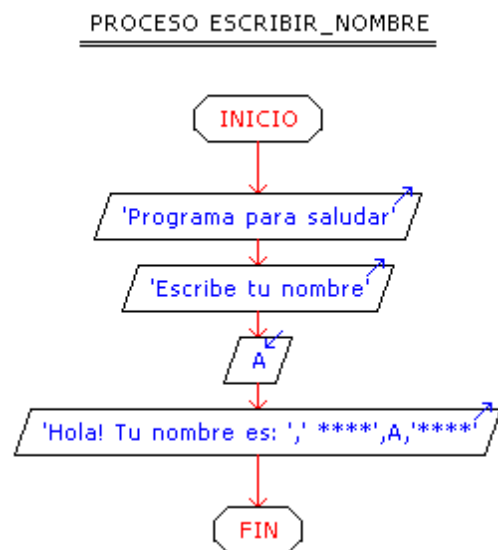 PROCESO ESCRIBIR_NOMBRE
INICIO
'Programa para saludar'
'Escribe tu nombre'
A
'Hola! Tu nombre es: ',' ****',A,'****'
FIN